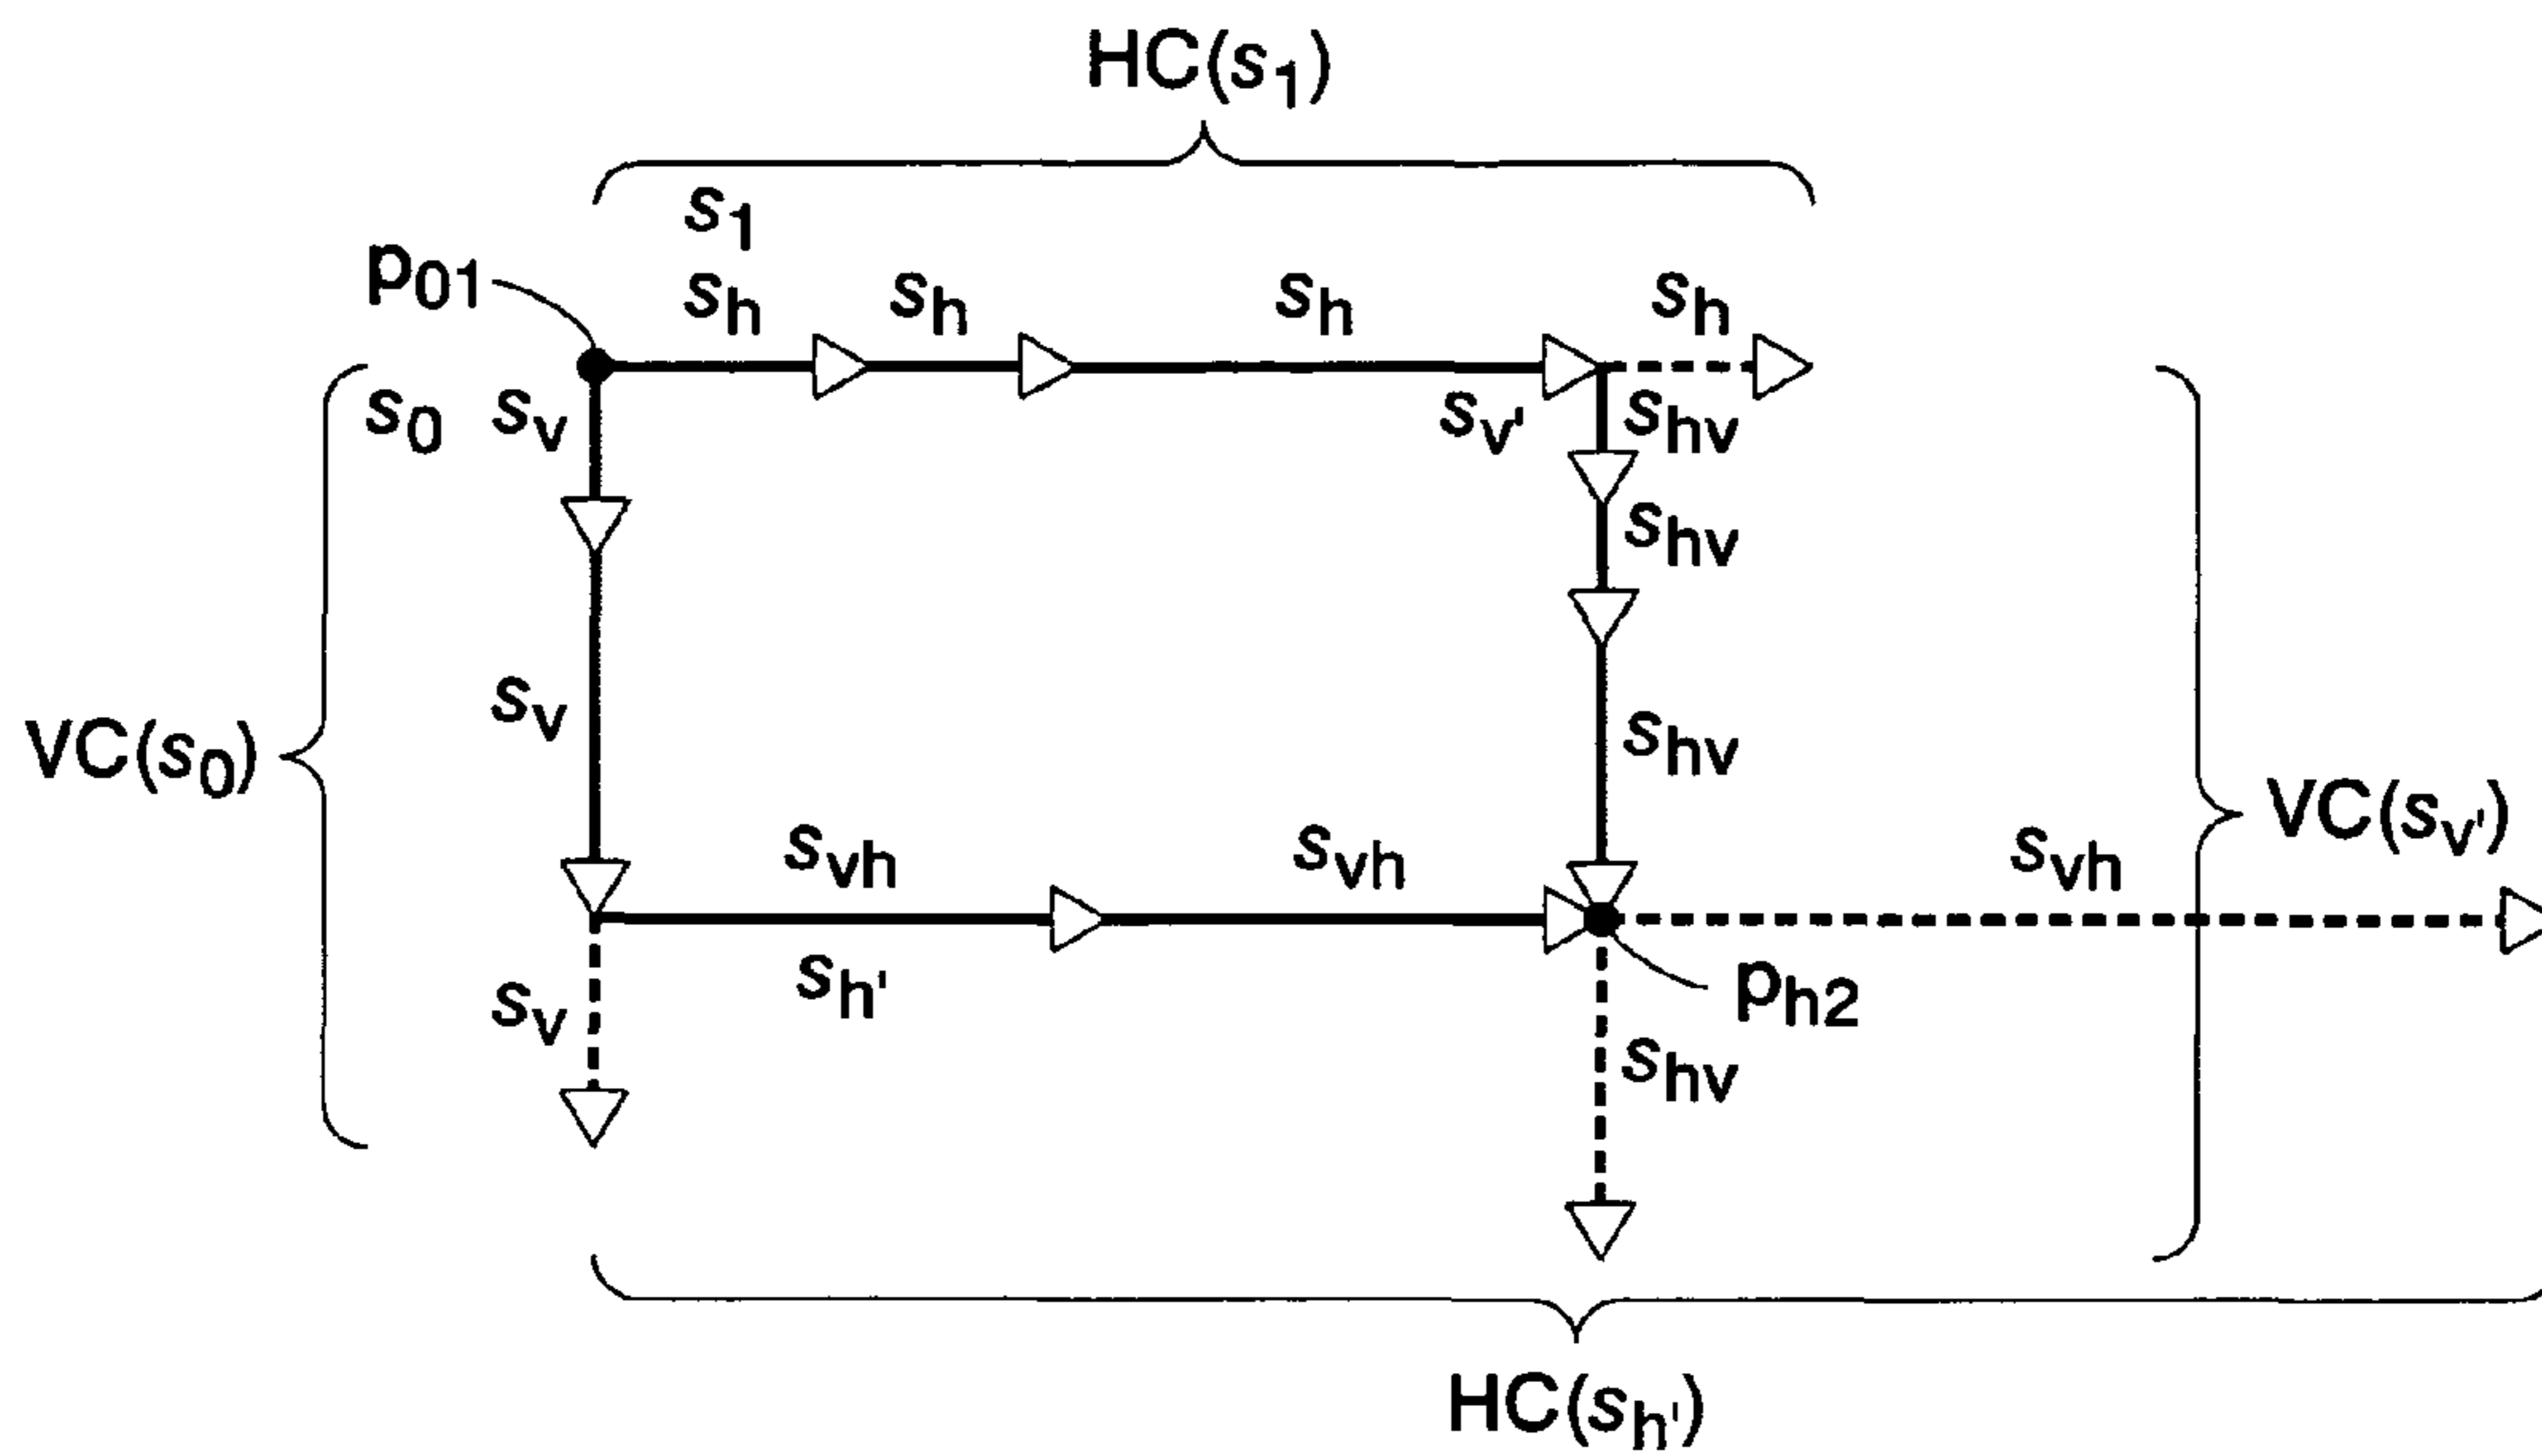 HC(s1)
s1
p01
sh sh sh sh
s0 sv sv' shv
shv
sv shv
VC(s0) VC(sv')
svh svh svh
sh'
sv ph2
shv
HC(sh')